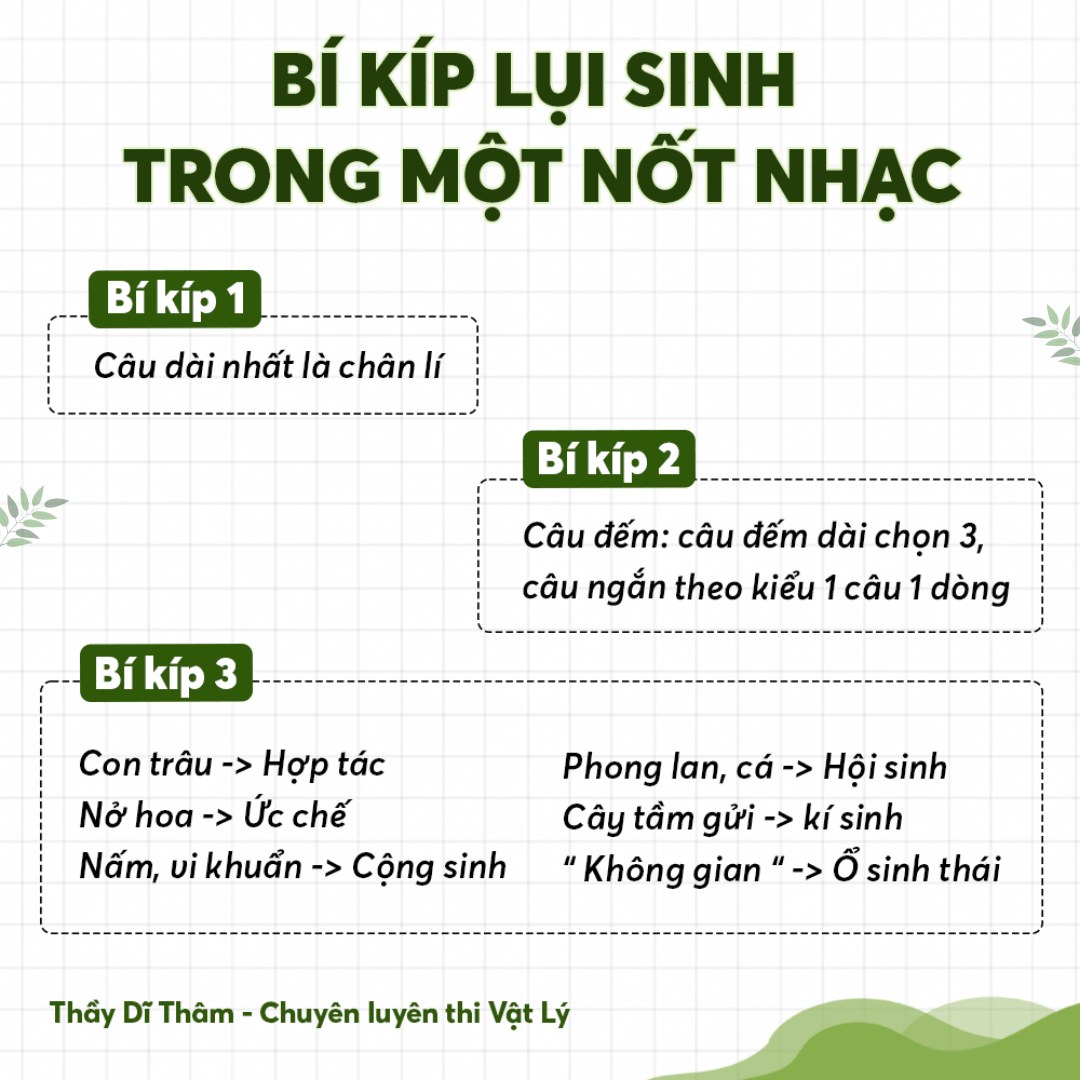 BÍ KÍP LỤI SINH
TRONG MỘT NỐT NHẠC
Bí kíp 1
Câu dài nhất là chân lí
Bí kíp 2
Câu đếm: câu đếm dài chọn 3,
câu ngắn theo kiểu 1 câu 1 dòng
Bí kíp 3
Con trâu -> Hợp tác
Nở hoa -> Ức chế
Nấm, vi khuẩn -> Cộng sinh
Phong lan, cá -> Hội sinh
Cây tầm gửi -> kí sinh
“ Không gian “ -> Ổ sinh thái
Thầy Dĩ Thâm - Chuyên luyên thi Vật Lý